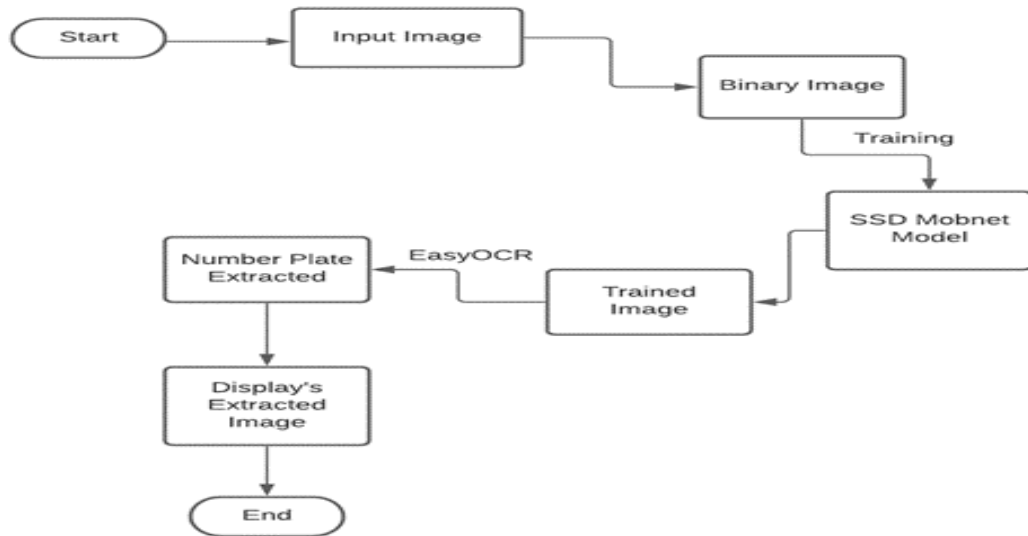 Start
Input Image
Binary Image
Training
SSD Mobnet
Model
Trained
Image
EasyOCR
Number Plate
Extracted
Display's
Extracted
Image
End